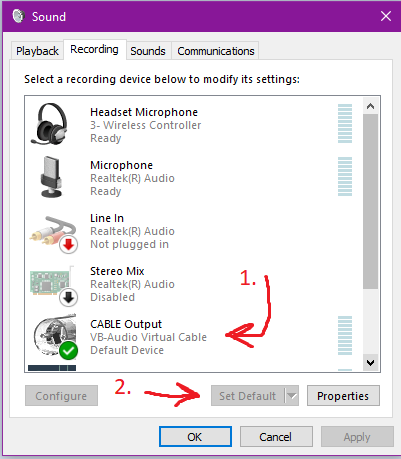 Sound
Playback Recording Sounds Communications
Select a recording device below to modify its settings:
Headset Microphone
3- Wireless Controller
Ready
Microphone
Realtek(R) Audio
Ready
Line In
Realtek(R) Audio
Not plugged in
Stereo Mix
Realtek(R) Audio
Disabled
1.
CABLE Output
VB-Audio Virtual Cable
Default Device
2.
Configure Set Default Properties
OK Cancel Apply